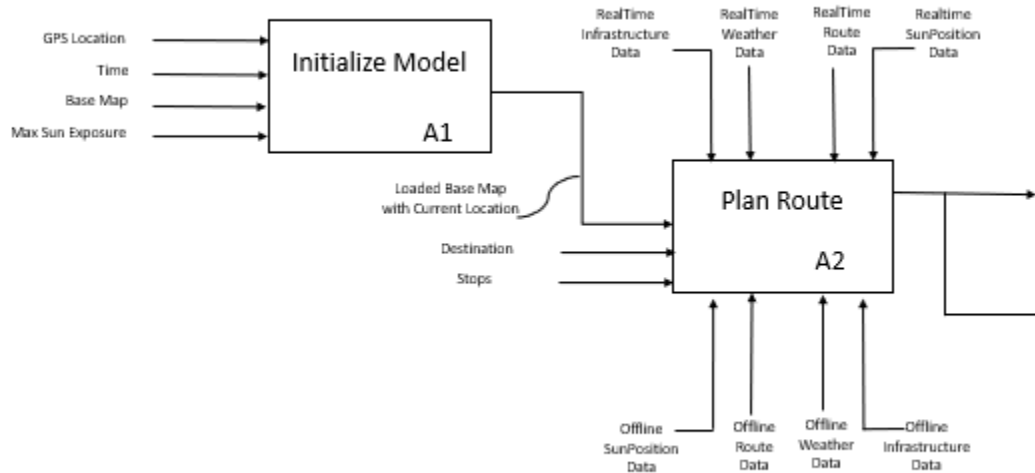 GPS Location
Time
Base Map
Max Sun Exposure
Initialize Model
A1
RealTime
Infrastructure
Data
RealTime
Weather
Data
RealTime
Route
Data
Realtime
SunPosition
Data
Loaded Base Map
with Current Location
Destination
Stops
Plan Route
A2
Offline
SunPosition
Data
Offline
Route
Data
Offline
Weather
Data
Offline
Infrastructure
Data